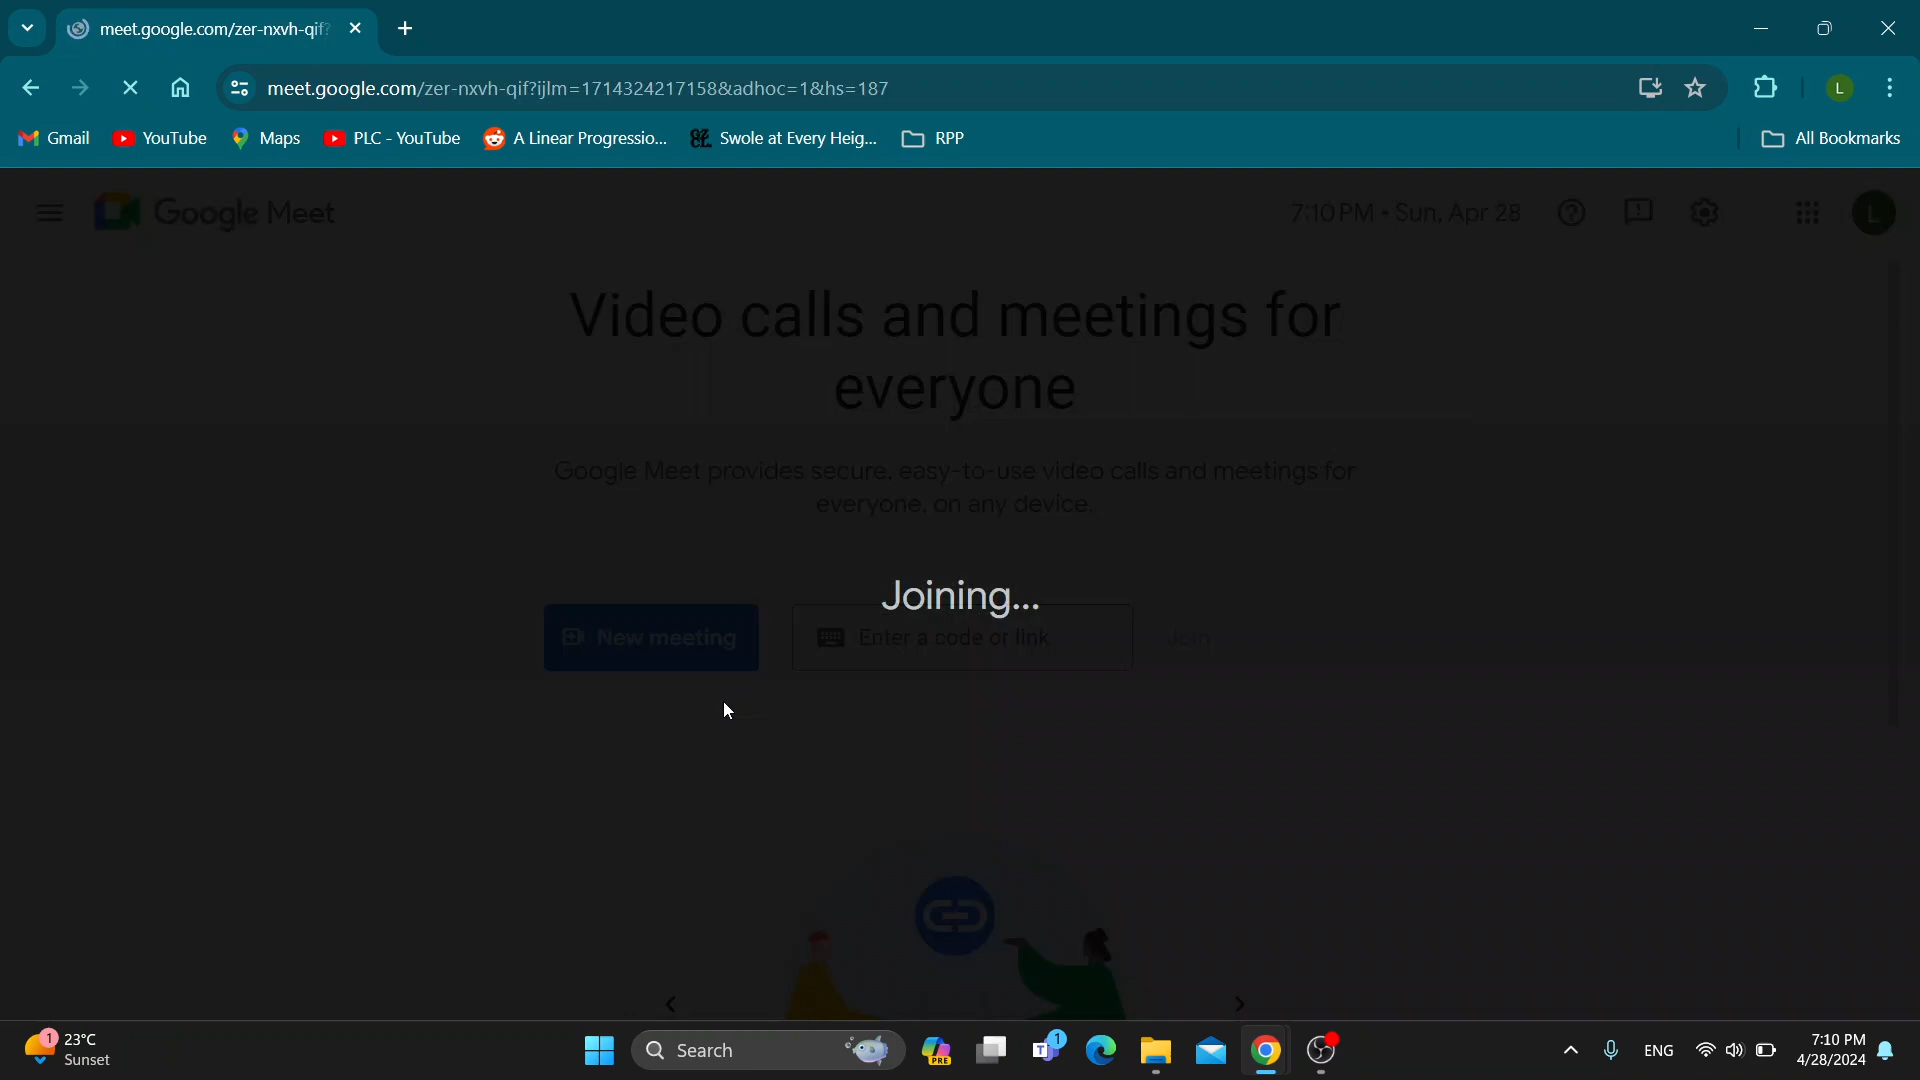 meet.google.com/zer-nxvh-qif?
meet.google.com/zer-nxvh-qif?ijlm=1714324217158&adhoc=1&hs=187
L
Gmail
YouTube
Maps
PLC - YouTube
A Linear Progressio...
Swole at Every Heig...
RPP
All Bookmarks
Google Meet
7:10 PM • Sun, Apr 28
L
Video calls and meetings for
everyone
Google Meet provides secure, easy-to-use video calls and meetings for
everyone, on any device.
Joining...
New meeting
Enter a code or link
Join
1
23°C
Sunset
Search
PRE
T
1
ENG
7:10 PM
4/28/2024